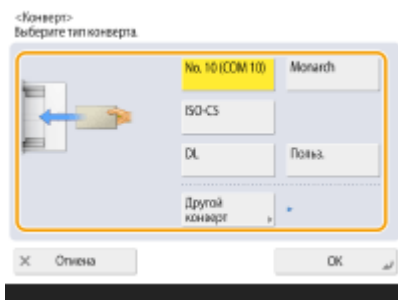 <Конверт>
Выберите тип конверта.
No. 10 (COM 10)
Monarch
ISO-C5
DL
Польз.
Другой
конверт
Отмена
OK